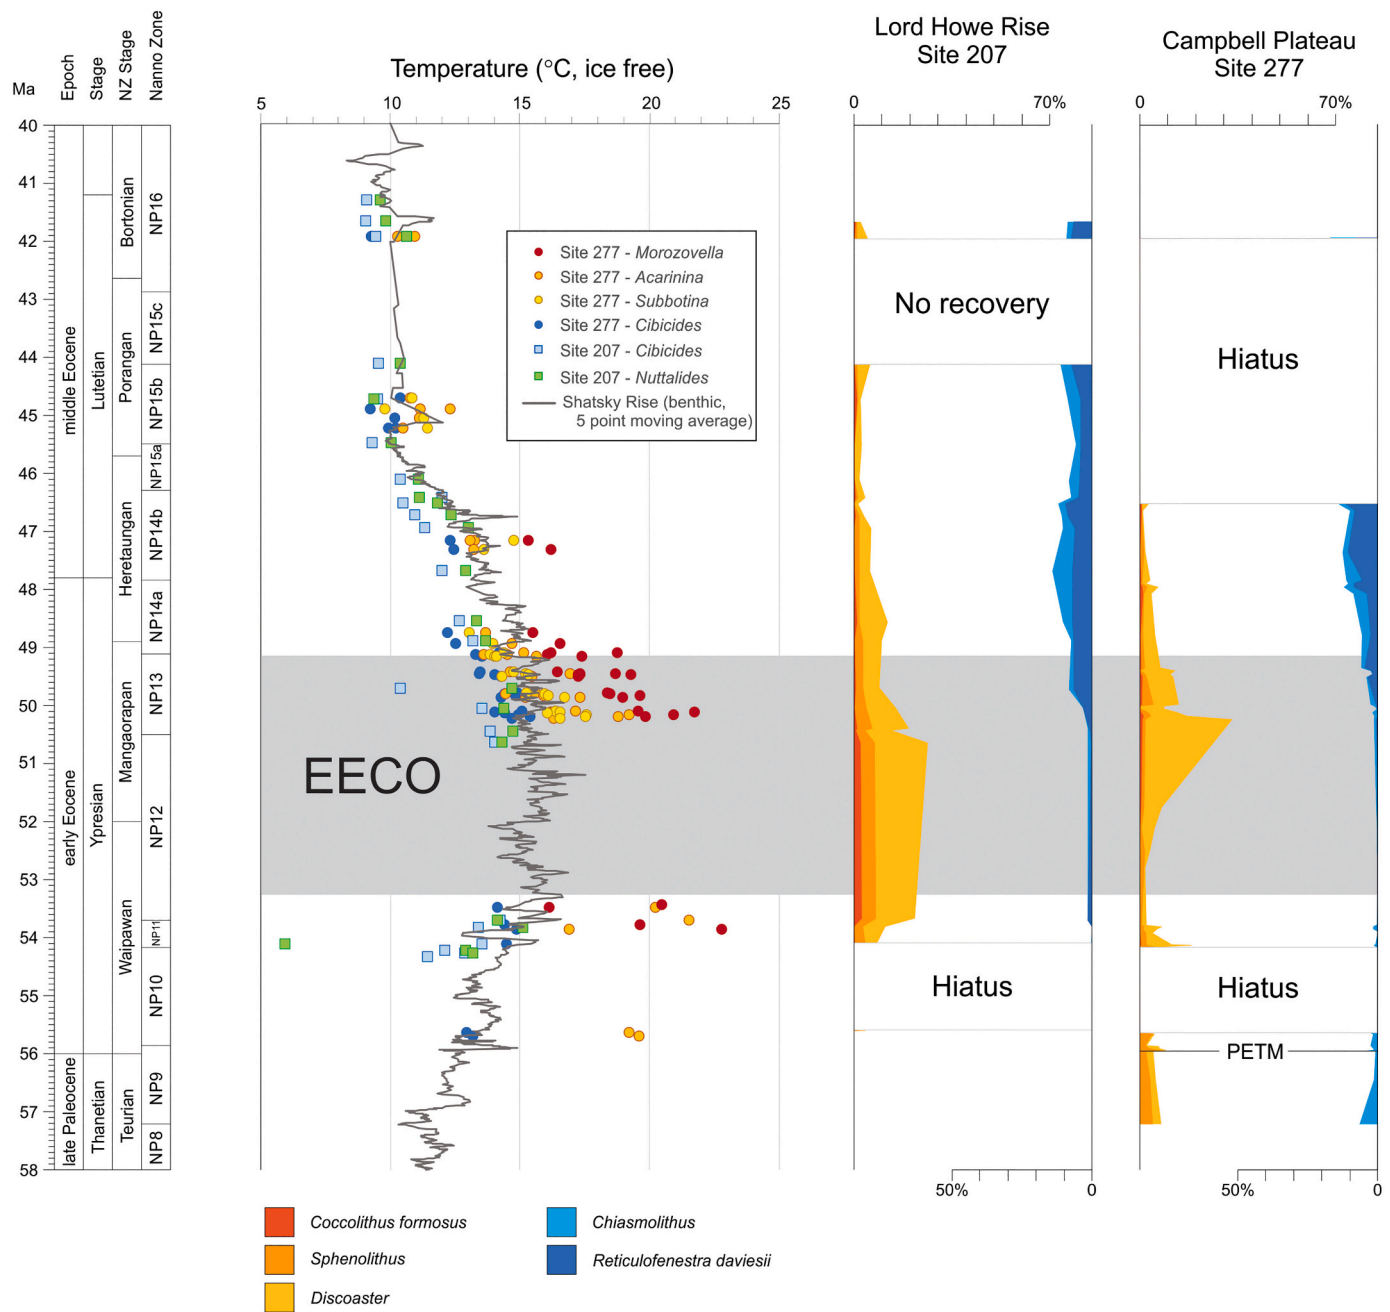 Lord Howe Rise
Site 207
Campbell Plateau
Site 277
Temperature (°C, ice free)
Ma
Epoch
Stage
NZ Stage
Nanno Zone
5
10
15
20
25
0
70%
0
70%
40
41
42
43
44
45
46
47
48
49
50
51
52
53
54
55
56
57
58
middle Eocene
early Eocene
late Paleocene
Lutetian
Ypresian
Thanetian
Bortonian
Porangan
Heretaungan
Mangaorapan
Waipawan
Teurian
NP16
NP15c
NP15b
NP15a
NP14b
NP14a
NP13
NP12
NP11
NP10
NP9
NP8
Site 277 - Morozovella
Site 277 - Acarinina
Site 277 - Subbotina
Site 277 - Cibicides
Site 207 - Cibicides
Site 207 - Nuttalides
Shatsky Rise (benthic,
5 point moving average)
EECO
No recovery
Hiatus
Hiatus
Hiatus
PETM
50%
0
50%
0
Coccolithus formosus
Sphenolithus
Discoaster
Chiasmolithus
Reticulofenestra daviesii